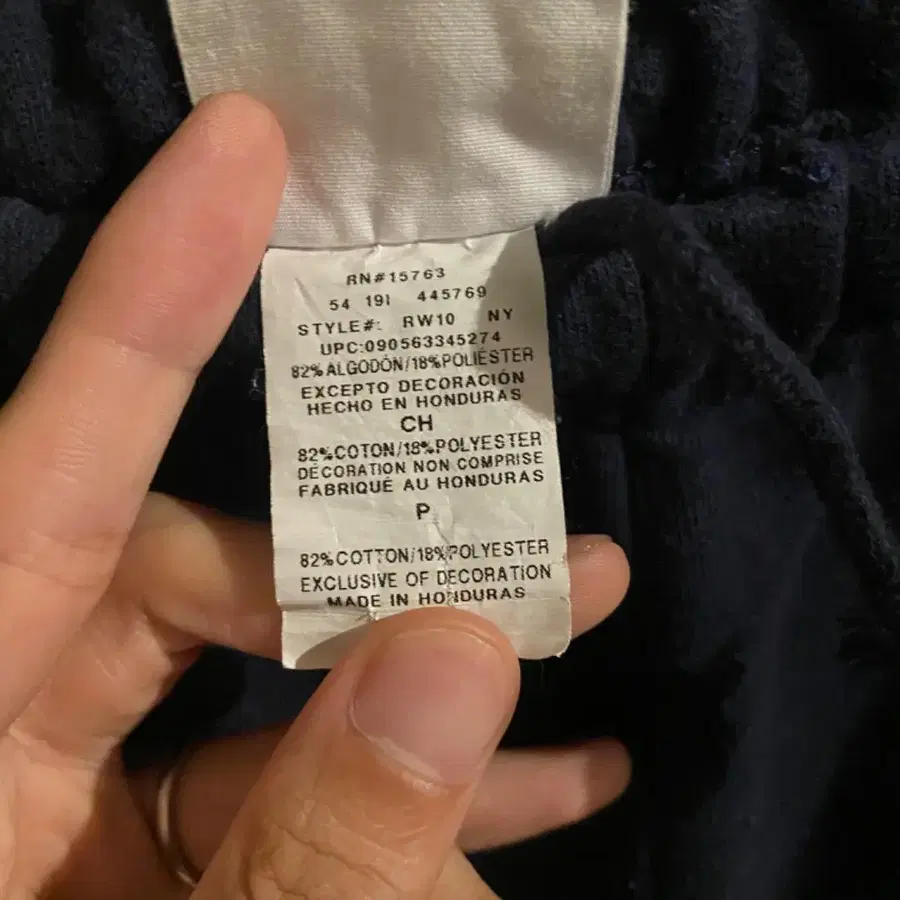 RN#15763
54 191 445769
STYLE#: RW10 NY
UPC:090563345274
82% ALGODÓN/18%POLIÉSTER
EXCEPTO DECORACIÓN
HECHO EN HONDURAS
CH
82%COTON/18%POLYESTER
DÉCORATION NON COMPRISE
FABRIQUÉ AU HONDURAS
P
82%COTTON/18%POLYESTER
EXCLUSIVE OF DECORATION
MADE IN HONDURAS